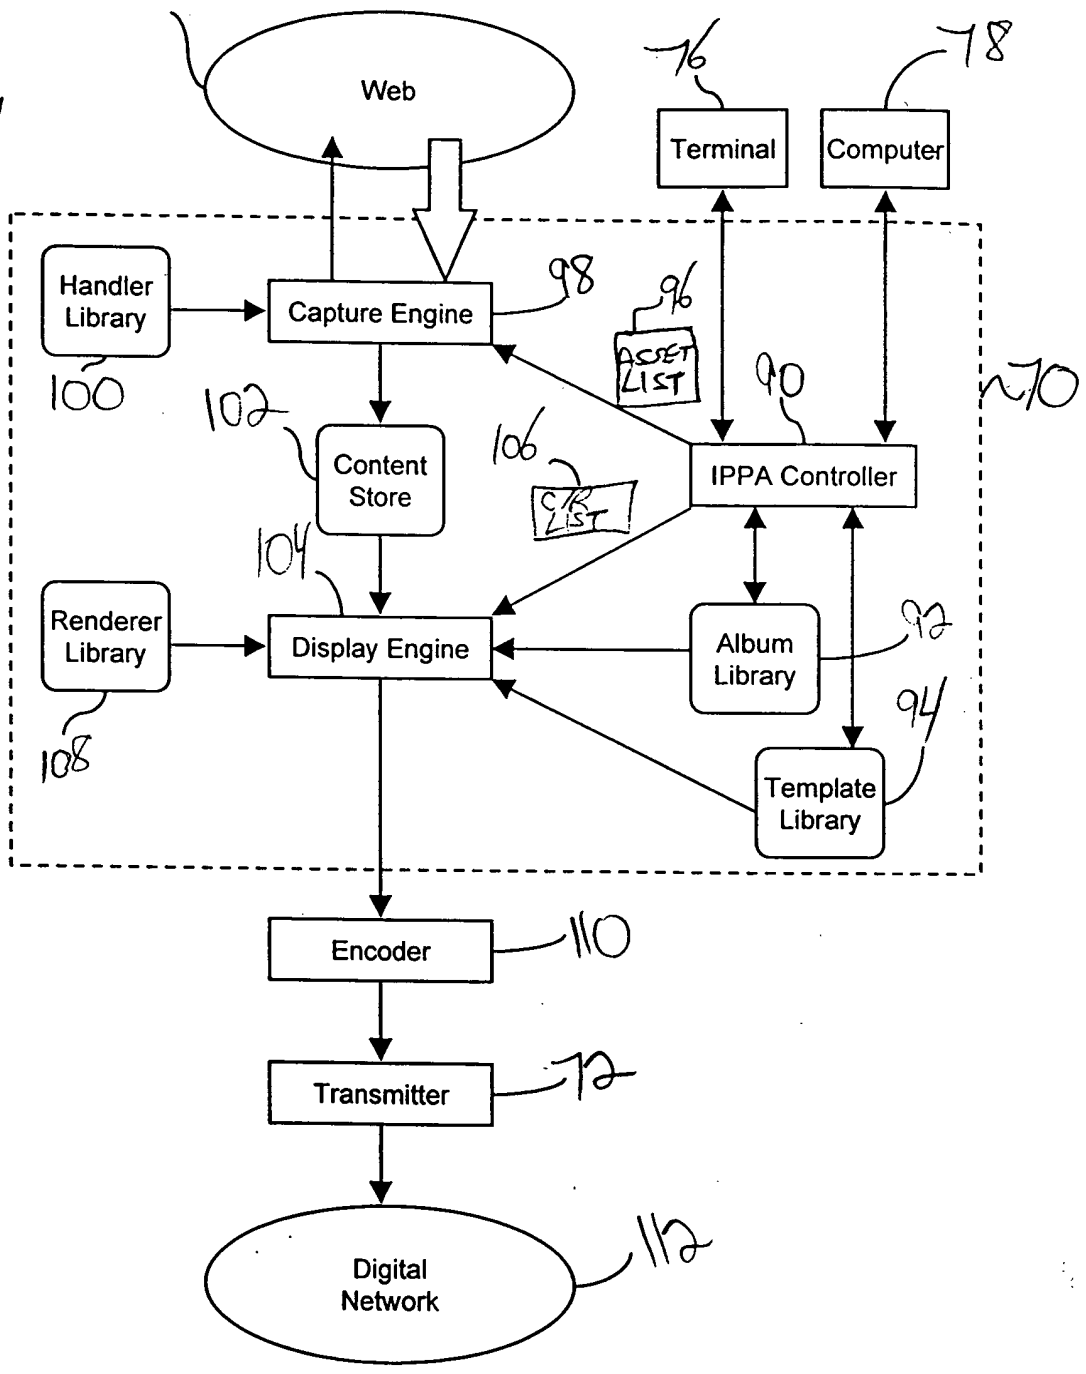 Web
76
78
Terminal
Computer
Handler
Library
100
Capture Engine
98
96
ASSET
LIST
90
70
102
Content
Store
106
C/R
LIST
IPPA Controller
104
Renderer
Library
108
Display Engine
Album
Library
92
94
Template
Library
Encoder
110
Transmitter
72
Digital
Network
112